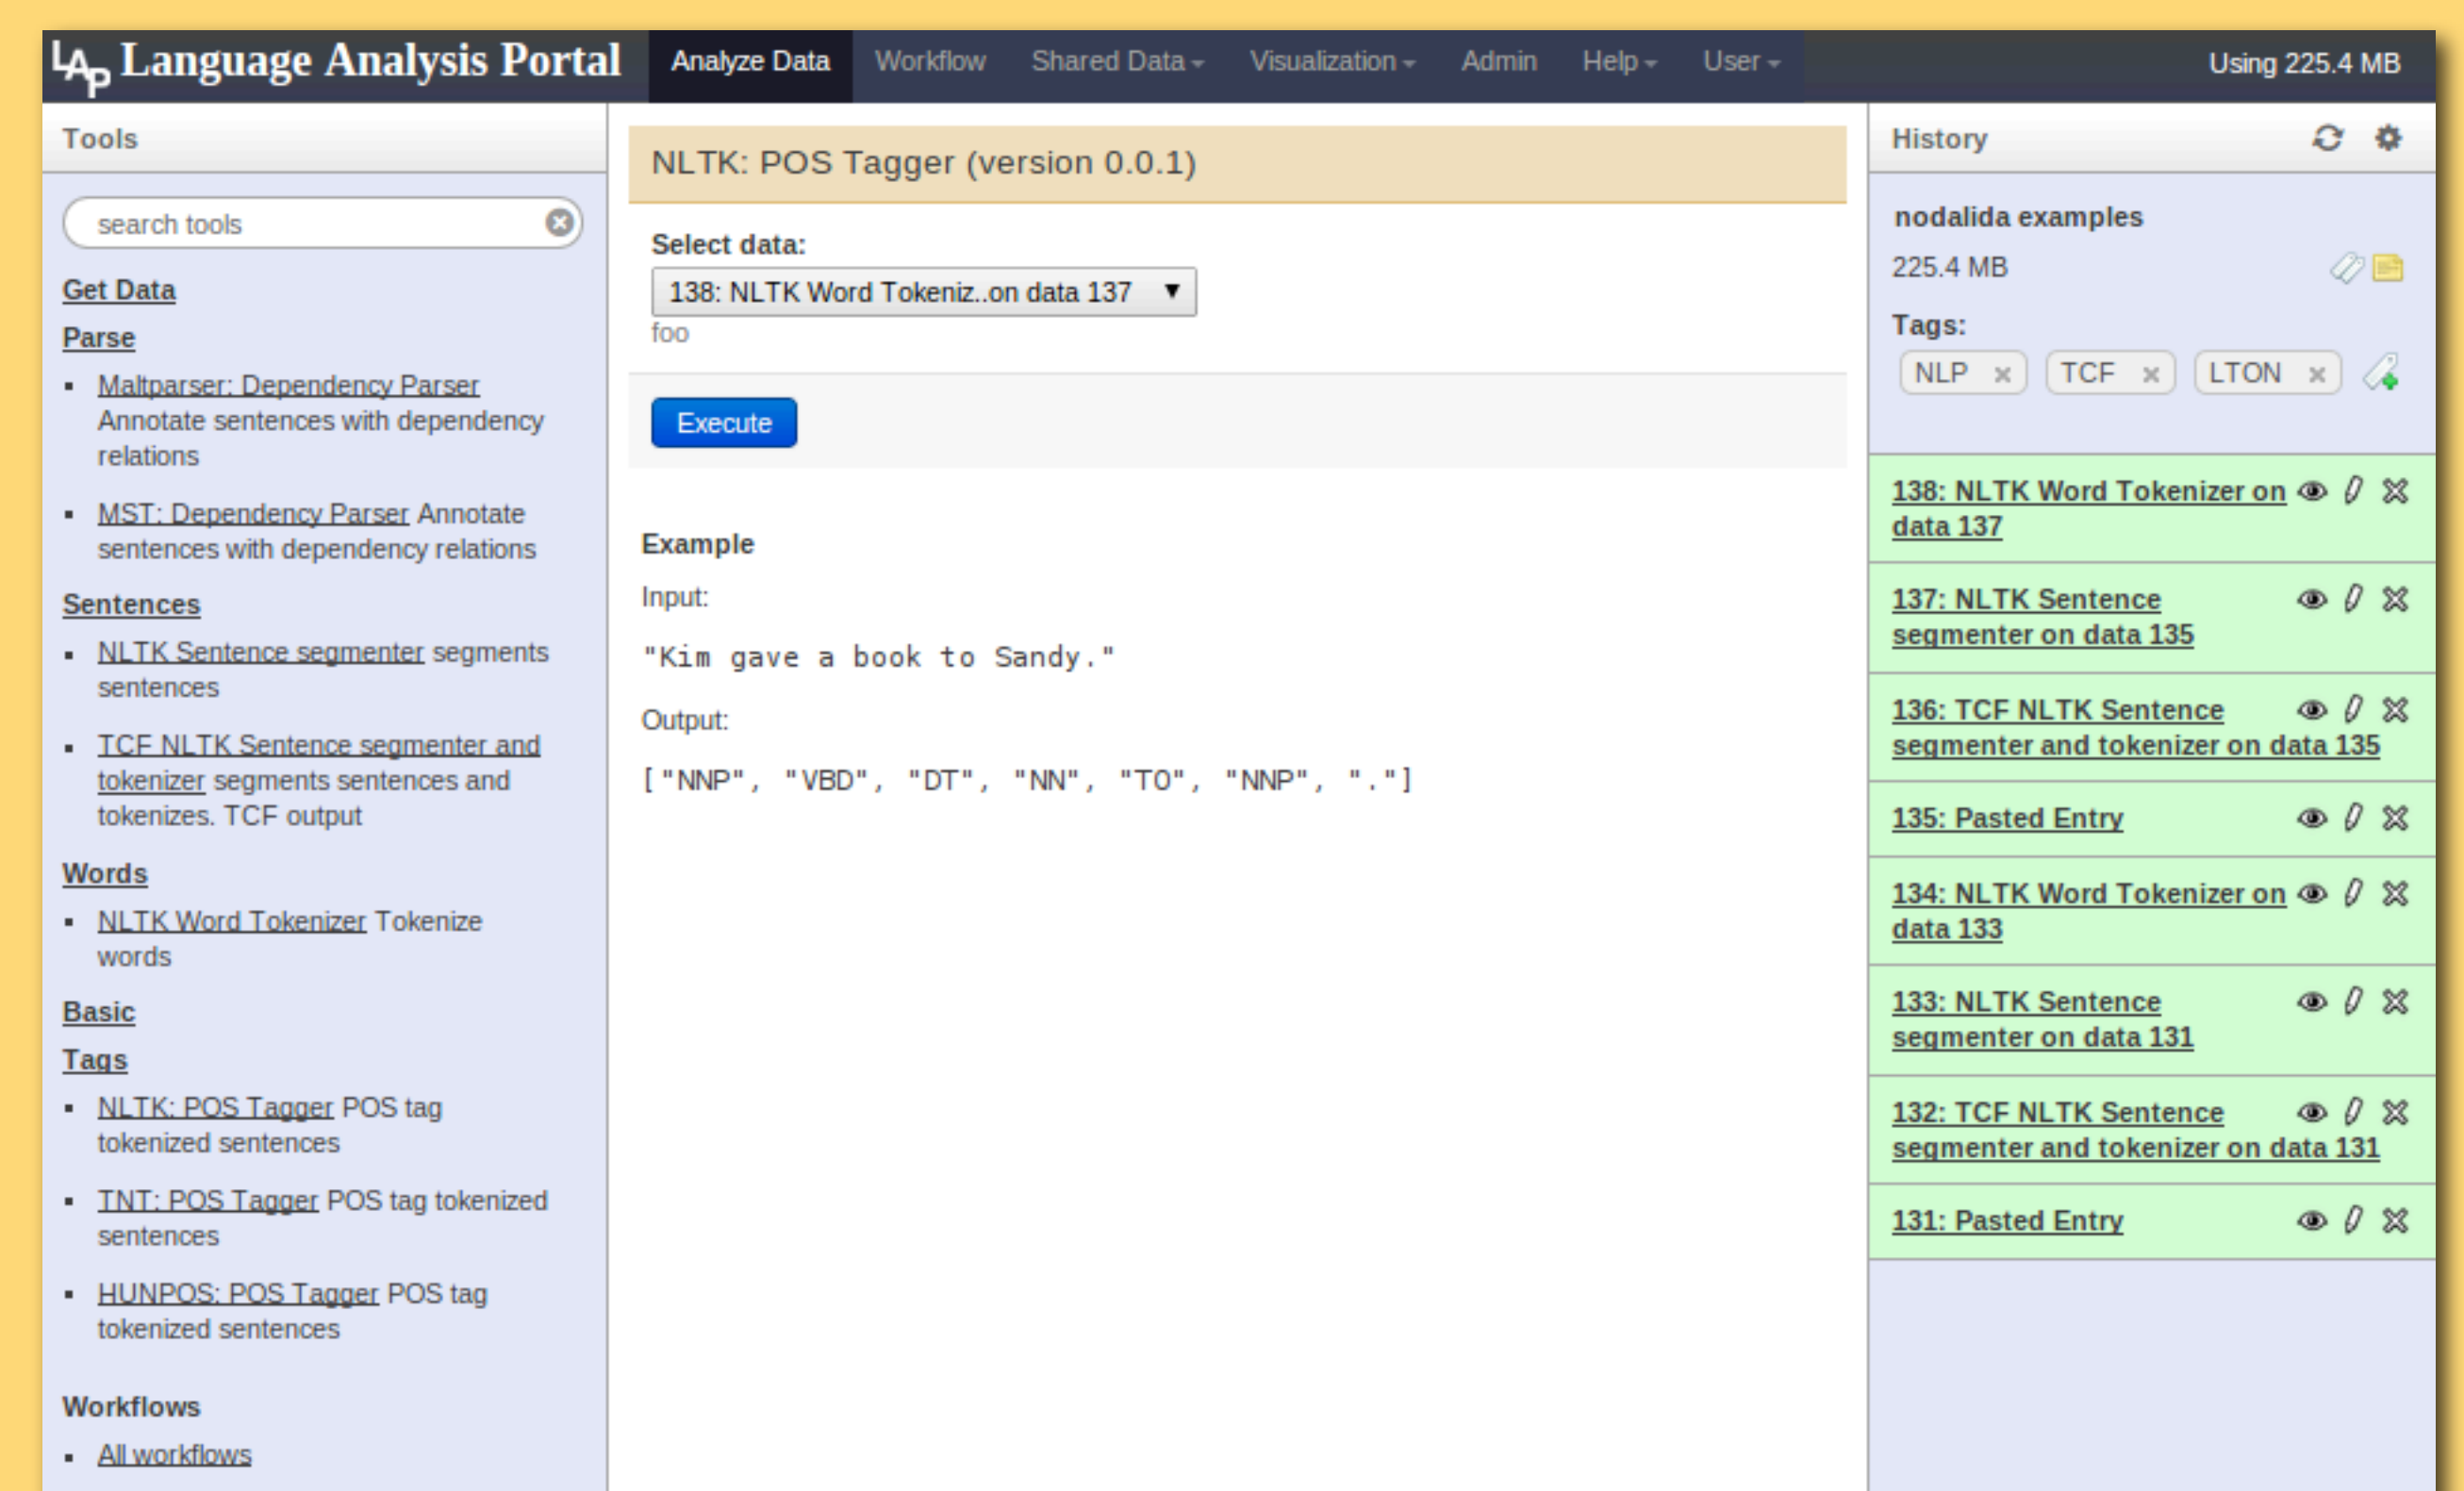 LAP Language Analysis Portal
Analyze Data
Workflow
Shared Data
Visualization
Admin
Help
User
Using 225.4 MB
Tools
search tools
Get Data
Parse
Maltparser: Dependency Parser
Annotate sentences with dependency
relations
MST: Dependency Parser Annotate
sentences with dependency relations
Sentences
NLTK Sentence segmenter segments
sentences
TCF NLTK Sentence segmenter and
tokenizer segments sentences and
tokenizes. TCF output
Words
NLTK Word Tokenizer Tokenize
words
Basic
Tags
NLTK: POS Tagger POS tag
tokenized sentences
TNT: POS Tagger POS tag tokenized
sentences
HUNPOS: POS Tagger POS tag
tokenized sentences
Workflows
All workflows
NLTK: POS Tagger (version 0.0.1)
Select data:
138: NLTK Word Tokeniz..on data 137
foo
Execute
Example
Input:
"Kim gave a book to Sandy."
Output:
["NNP", "VBD", "DT", "NN", "TO", "NNP", "."]
History
nodalida examples
225.4 MB
Tags:
NLP
TCF
LTON
138: NLTK Word Tokenizer on
data 137
137: NLTK Sentence
segmenter on data 135
136: TCF NLTK Sentence
segmenter and tokenizer on data 135
135: Pasted Entry
134: NLTK Word Tokenizer on
data 133
133: NLTK Sentence
segmenter on data 131
132: TCF NLTK Sentence
segmenter and tokenizer on data 131
131: Pasted Entry